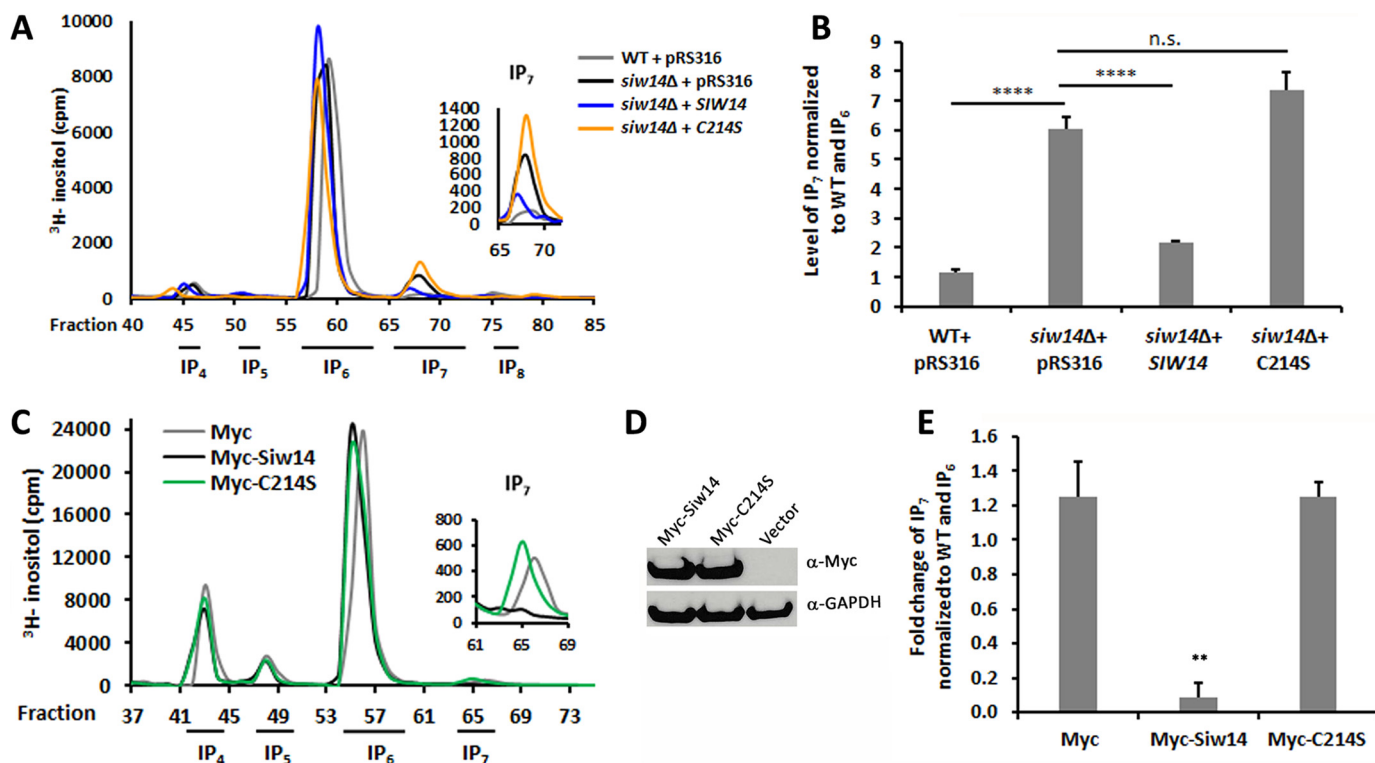 A
³H- inositol (cpm)
10000
8000
6000
4000
2000
0
WT + pRS316
siw14Δ + pRS316
siw14Δ + SIW14
siw14Δ + C214S
IP₇
1400
1200
1000
800
600
400
200
0
65 70
Fraction 40 45 50 55 60 65 70 75 80 85
IP₄ IP₅ IP₆ IP₇ IP₈
B
Level of IP₇ normalized
to WT and IP₆
9
8
7
6
5
4
3
2
1
0
n.s.
**** ****
WT+ siw14Δ+ siw14Δ+ siw14Δ+
pRS316 pRS316 SIW14 C214S
C
³H- inositol (cpm)
24000
21000
18000
15000
12000
9000
6000
3000
0
Myc
Myc-Siw14
Myc-C214S
IP₇
800
600
400
200
0
61 65 69
Fraction 37 41 45 49 53 57 61 65 69 73
IP₄ IP₅ IP₆ IP₇
D
Myc-Siw14 Myc-C214S Vector
α-Myc
α-GAPDH
E
Fold change of IP₇
normalized to WT and IP₆
1.6
1.4
1.2
1.0
0.8
0.6
0.4
0.2
0.0
**
Myc Myc-Siw14 Myc-C214S